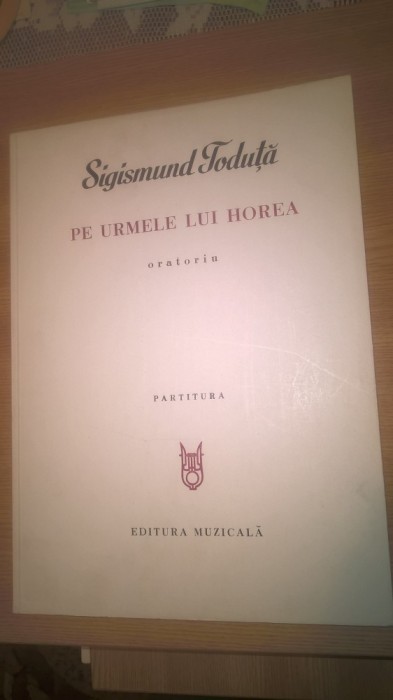 Sigismund Toduță
PE URMELE LUI HOREA
oratoriu
PARTITURA
EDITURA MUZICALĂ